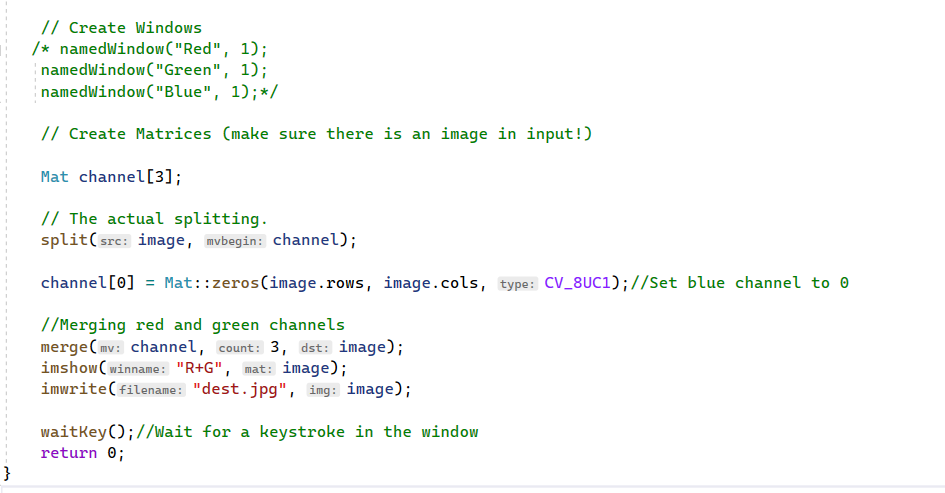 // Create Windows
/* namedWindow("Red", 1);
namedWindow("Green", 1);
namedWindow("Blue", 1);*/
// Create Matrices (make sure there is an image in input!)
Mat channel[3];
// The actual splitting.
split(src: image, mvbegin: channel);
channel[0] = Mat::zeros(image.rows, image.cols, type: CV_8UC1);//Set blue channel to 0
//Merging red and green channels
merge(mv: channel, count: 3, dst: image);
imshow(winname: "R+G", mat: image);
imwrite(filename: "dest.jpg", img: image);
waitKey();//Wait for a keystroke in the window
return 0;
}